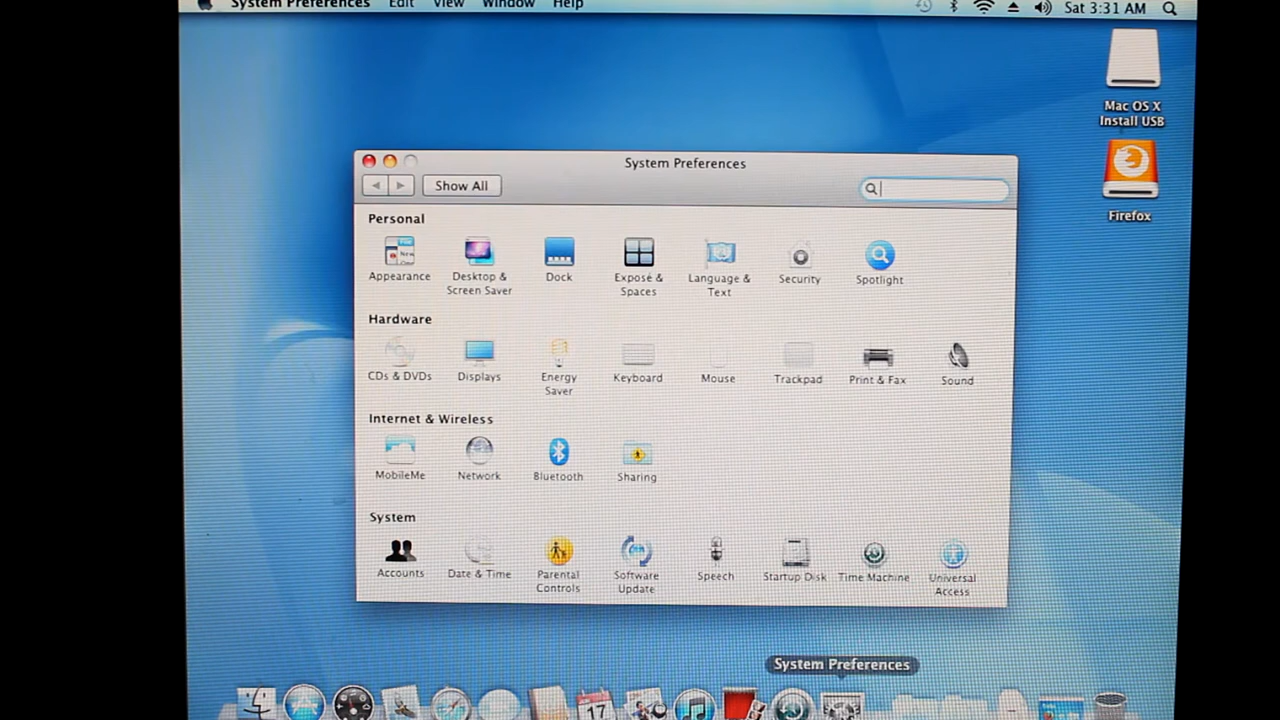 System Preferences Edit View Window Help Sat 3:31 AM
Mac OS X
Install USB
Firefox
System Preferences
Show All
Personal
Appearance
Desktop &
Screen Saver
Dock
Exposé &
Spaces
Language &
Text
Security
Spotlight
Hardware
CDs & DVDs
Displays
Energy
Saver
Keyboard
Mouse
Trackpad
Print & Fax
Sound
Internet & Wireless
MobileMe
Network
Bluetooth
Sharing
System
Accounts
Date & Time
Parental
Controls
Software
Update
Speech
Startup Disk
Time Machine
Universal
Access
System Preferences
17